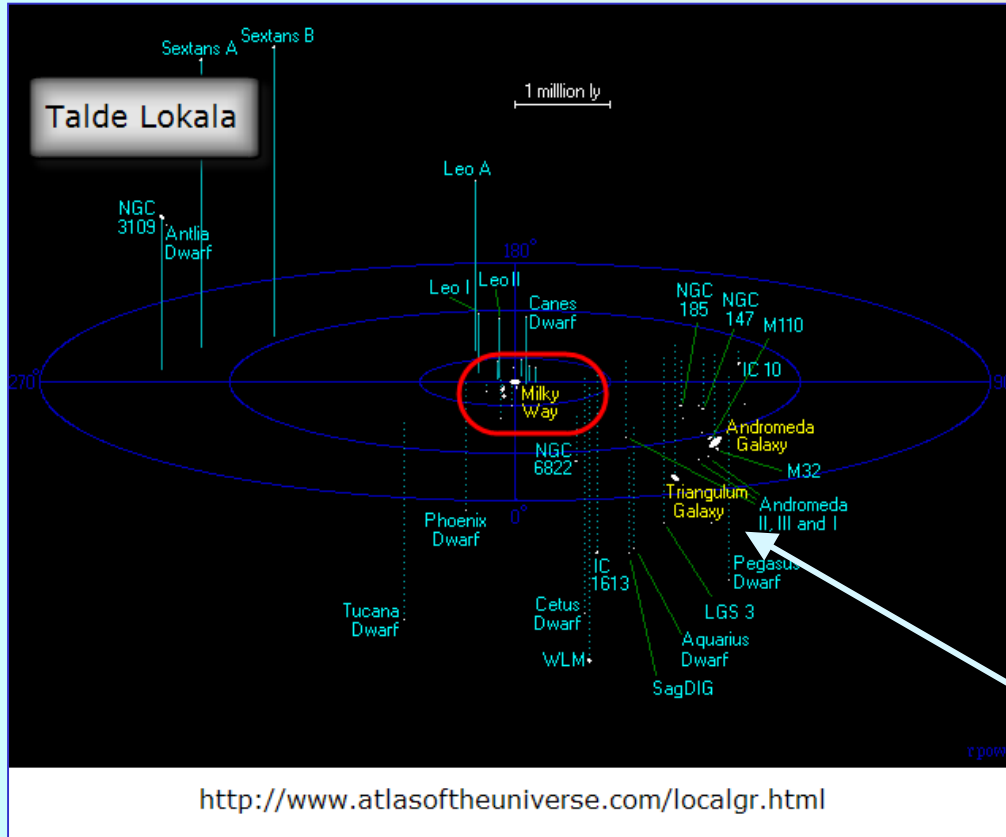 Sextans A
Sextans B
Talde Lokala
1 milllion ly
Leo A
NGC
3109
Antlia
Dwarf
180°
Leo I
Leo II
Canes
Dwarf
NGC
185
NGC
147
M110
IC 10
270°
90
Milky
Way
Andromeda
Galaxy
M32
NGC
6822
Triangulum
Galaxy
Andromeda
II, III and I
0°
Phoenix
Dwarf
Pegasus
Dwarf
IC
1613
LGS 3
Tucana
Dwarf
Cetus
Dwarf
Aquarius
Dwarf
WLM
SagDIG
r pow
http://www.atlasoftheuniverse.com/localgr.html